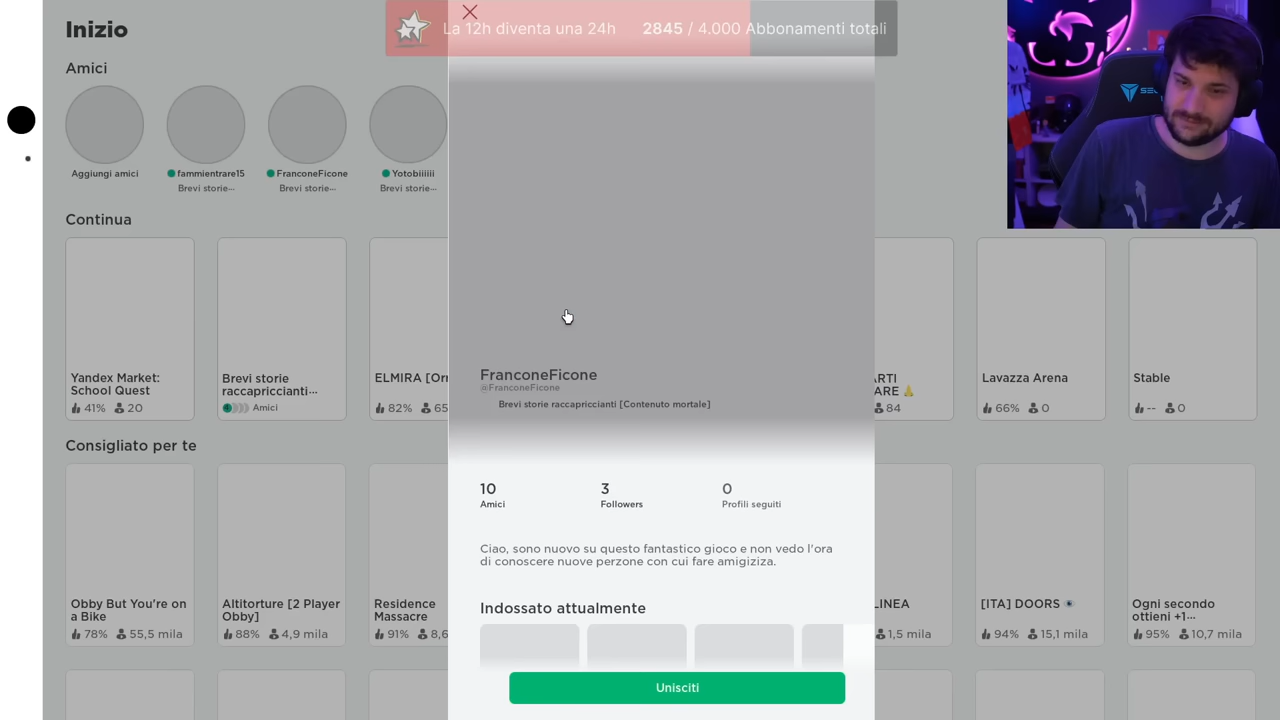 Inizio
La 12h diventa una 24h
2845 / 4.000 Abbonamenti totali
Amici
Aggiungi amici
fammientrare15
Brevi storie...
FranconeFicone
Brevi storie...
Yotobiiiiii
Brevi storie...
Continua
Yandex Market:
School Quest
41% 20
Brevi storie
raccapriccianti...
Amici
ELMIRA
82% 65
84
Lavazza Arena
66% 0
Stable
-- 0
FranconeFicone
@FranconeFicone
Brevi storie raccapriccianti [Contenuto mortale]
10
Amici
3
Followers
0
Profili seguiti
Ciao, sono nuovo su questo fantastico gioco e non vedo l'ora
di conoscere nuove perzone con cui fare amigiziza.
Indossato attualmente
Unisciti
Consigliato per te
Obby But You're on
a Bike
78% 55,5 mila
Altitorture [2 Player
Obby]
88% 4,9 mila
Residence
Massacre
91% 8,6
LINEA
1,5 mila
[ITA] DOORS 👁️
94% 15,1 mila
Ogni secondo
ottieni +1...
95% 10,7 mila